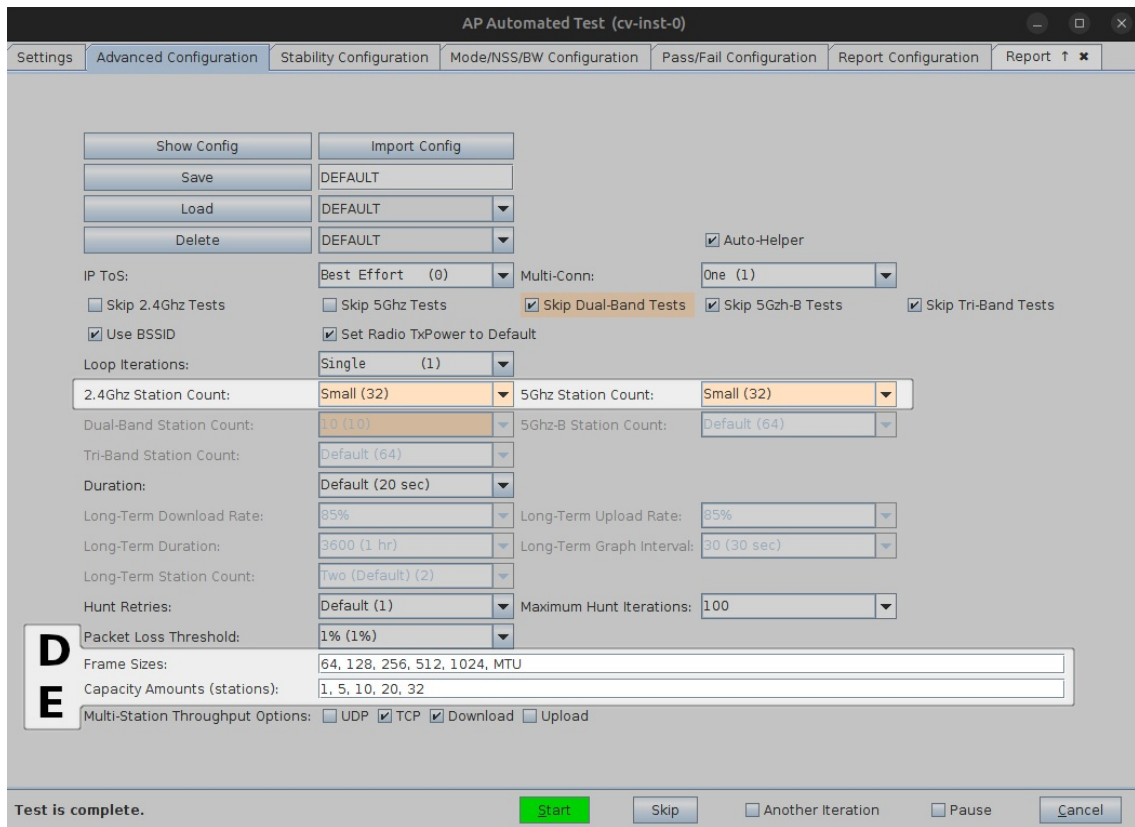 AP Automated Test (cv-inst-0)
Settings Advanced Configuration Stability Configuration Mode/NSS/BW Configuration Pass/Fail Configuration Report Configuration Report ↑ ✖
Show Config Import Config
Save DEFAULT
Load DEFAULT
Delete DEFAULT Auto-Helper
IP ToS: Best Effort (0) Multi-Conn: One (1)
Skip 2.4Ghz Tests Skip 5Ghz Tests Skip Dual-Band Tests Skip 5Gzh-B Tests Skip Tri-Band Tests
Use BSSID Set Radio TxPower to Default
Loop Iterations: Single (1)
2.4Ghz Station Count: Small (32) 5Ghz Station Count: Small (32)
Dual-Band Station Count: 10 (10) 5Ghz-B Station Count: Default (64)
Tri-Band Station Count: Default (64)
Duration: Default (20 sec)
Long-Term Download Rate: 85% Long-Term Upload Rate: 85%
Long-Term Duration: 3600 (1 hr) Long-Term Graph Interval: 30 (30 sec)
Long-Term Station Count: Two (Default) (2)
Hunt Retries: Default (1) Maximum Hunt Iterations: 100
Packet Loss Threshold: 1% (1%)
D Frame Sizes: 64, 128, 256, 512, 1024, MTU
E Capacity Amounts (stations): 1, 5, 10, 20, 32
Multi-Station Throughput Options: UDP TCP Download Upload
Test is complete. Start Skip Another Iteration Pause Cancel